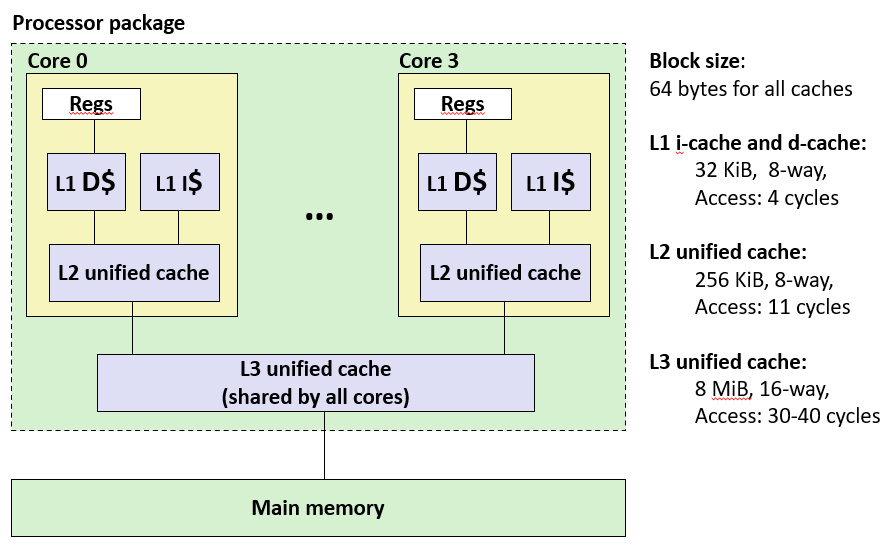 Processor package
Core 0
Core 3
Regs
Regs
L1 D$
L1 I$
...
L1 D$
L1 I$
L2 unified cache
L2 unified cache
L3 unified cache
(shared by all cores)
Main memory
Block size:
64 bytes for all caches
L1 i-cache and d-cache:
32 KiB, 8-way,
Access: 4 cycles
L2 unified cache:
256 KiB, 8-way,
Access: 11 cycles
L3 unified cache:
8 MiB, 16-way,
Access: 30-40 cycles